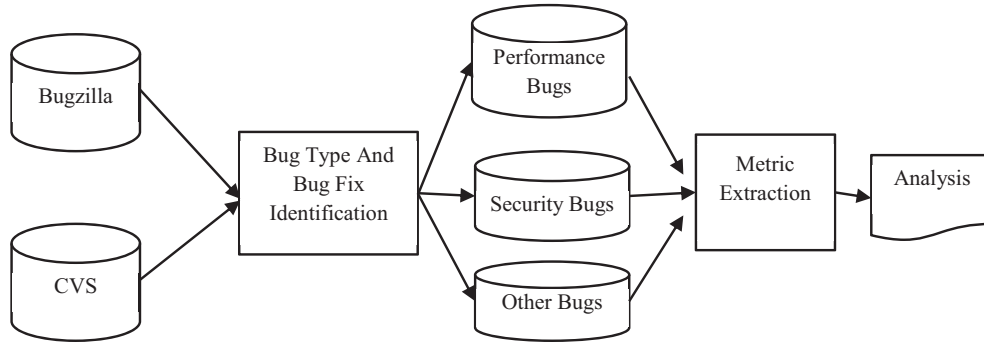 Bugzilla
CVS
Bug Type And
Bug Fix
Identification
Performance
Bugs
Security Bugs
Other Bugs
Metric
Extraction
Analysis